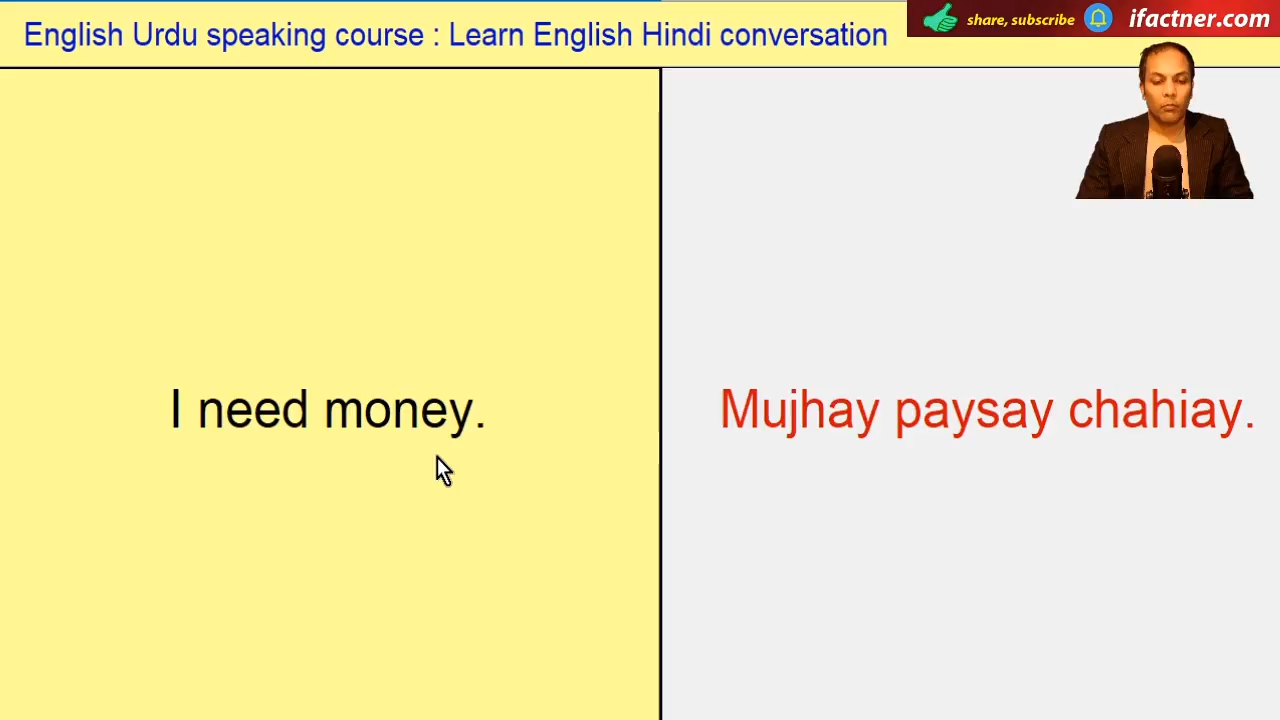 English Urdu speaking course : Learn English Hindi conversation
share, subscribe
ifactner.com
I need money.
Mujhay paysay chahiay.